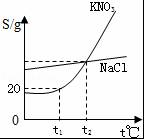 S/g
KNO₃
NaCl
20
0 t₁ t₂ t℃